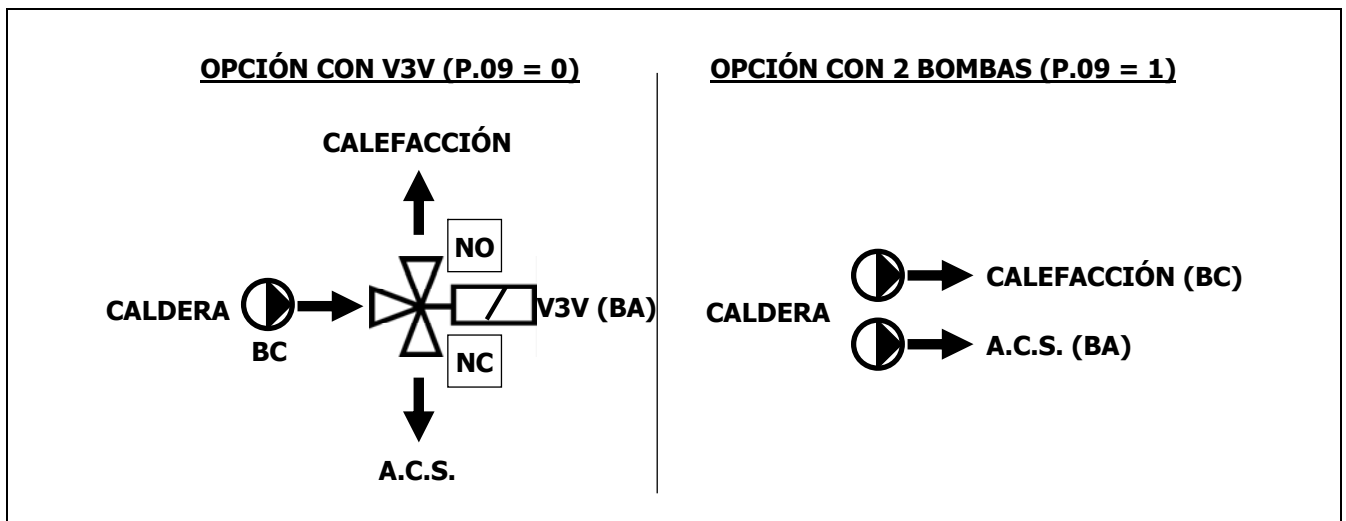 OPCIÓN CON V3V (P.09 = 0)
CALEFACCIÓN
NO
CALDERA
V3V (BA)
BC
NC
A.C.S.
OPCIÓN CON 2 BOMBAS (P.09 = 1)
CALEFACCIÓN (BC)
CALDERA
A.C.S. (BA)